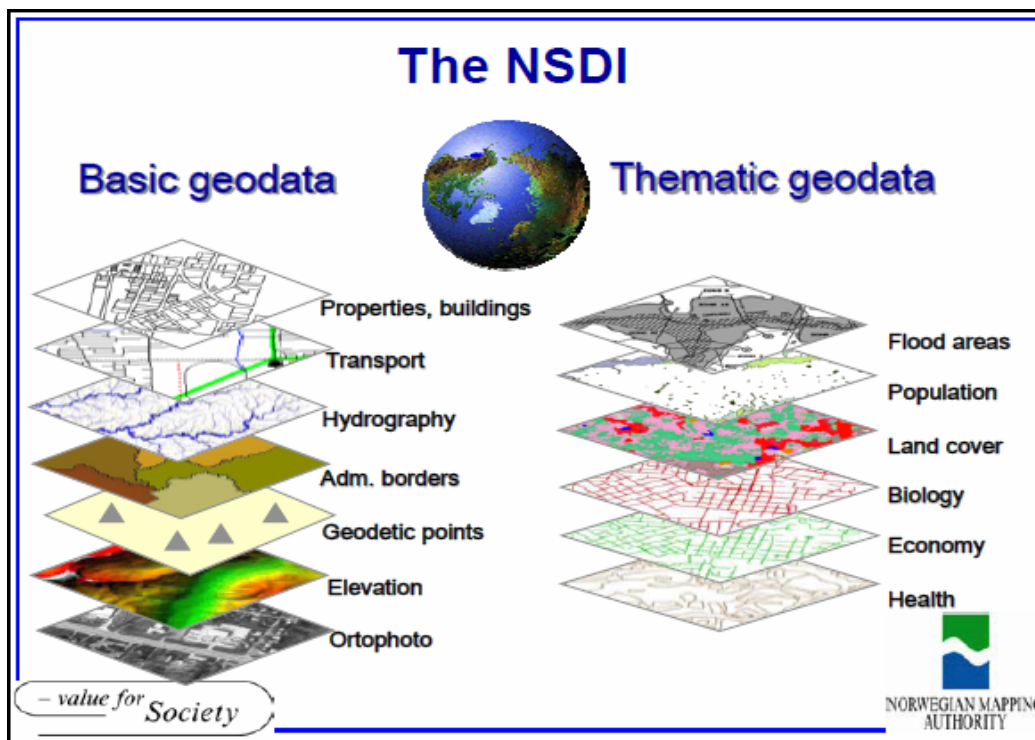 The NSDI
Basic geodata
Thematic geodata
Properties, buildings
Transport
Hydrography
Adm. borders
Geodetic points
Elevation
Ortophoto
Flood areas
Population
Land cover
Biology
Economy
Health
– value for
Society
NORWEGIAN MAPPING
AUTHORITY